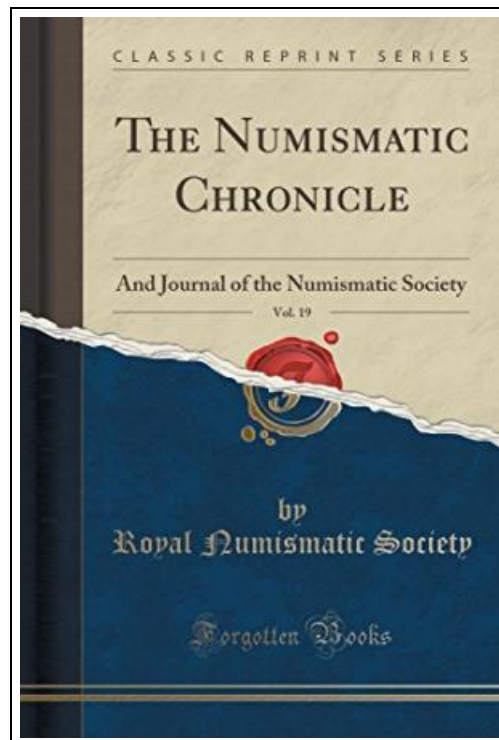 CLASSIC REPRINT SERIES
THE NUMISMATIC
CHRONICLE
And Journal of the Numismatic Society
Vol. 19
by
Royal Numismatic Society
Forgotten Books